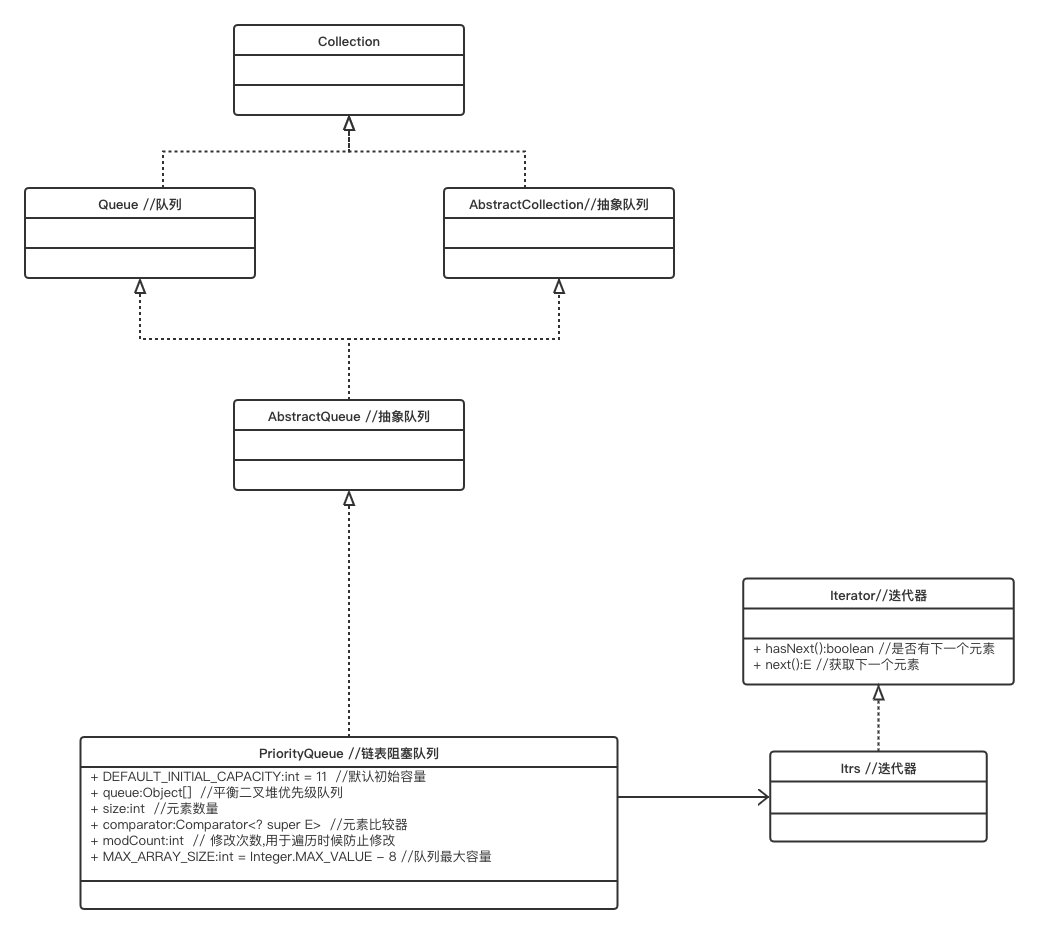 Collection
Queue //队列
AbstractCollection//抽象队列
AbstractQueue //抽象队列
Iterator//迭代器
+ hasNext():boolean //是否有下一个元素
+ next():E //获取下一个元素
PriorityQueue //链表阻塞队列
+ DEFAULT_INITIAL_CAPACITY:int = 11 //默认初始容量
+ queue:Object[] //平衡二叉堆优先级队列
+ size:int //元素数量
+ comparator:Comparator<? super E> //元素比较器
+ modCount:int // 修改次数,用于遍历时候防止修改
+ MAX_ARRAY_SIZE:int = Integer.MAX_VALUE - 8 //队列最大容量
Itrs //迭代器